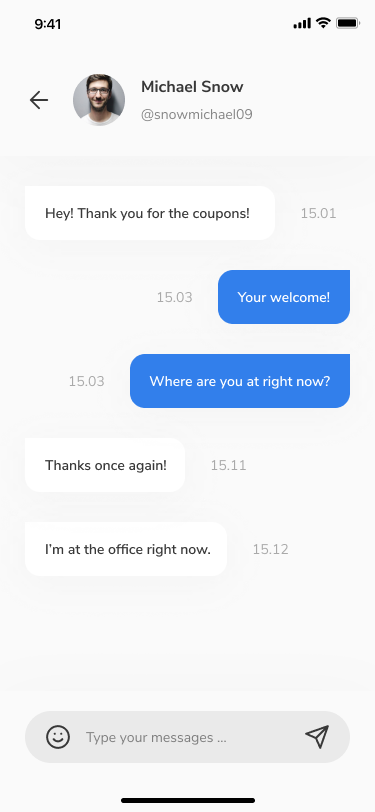 9:41
Michael Snow
@snowmichael09
Hey! Thank you for the coupons! 15.01
15.03 Your welcome!
15.03 Where are you at right now?
Thanks once again! 15.11
I'm at the office right now. 15.12
Type your messages ...